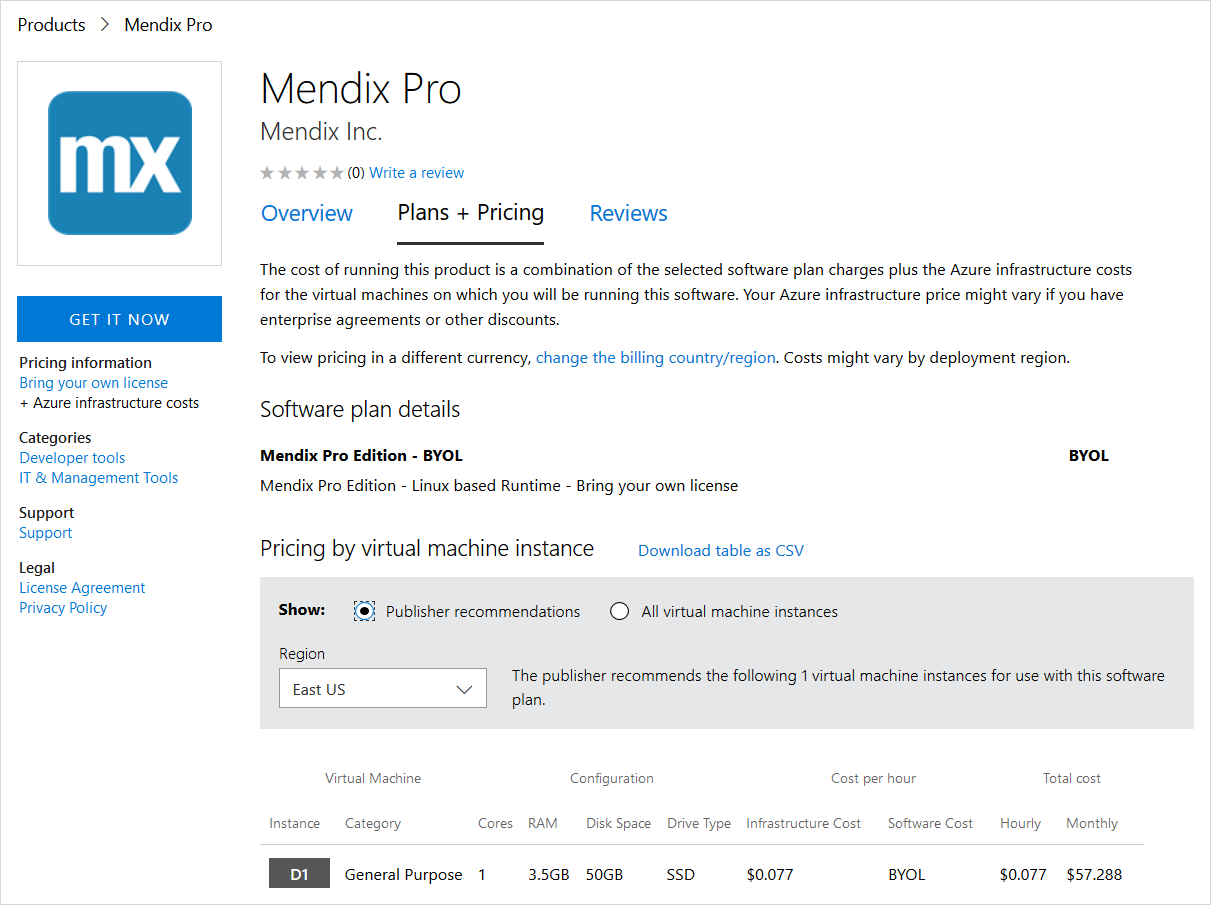 Products > Mendix Pro
mx
Mendix Pro
Mendix Inc.
(0) Write a review
Overview Plans + Pricing Reviews
The cost of running this product is a combination of the selected software plan charges plus the Azure infrastructure costs
for the virtual machines on which you will be running this software. Your Azure infrastructure price might vary if you have
enterprise agreements or other discounts.
To view pricing in a different currency, change the billing country/region. Costs might vary by deployment region.
GET IT NOW
Pricing information
Bring your own license
+ Azure infrastructure costs
Categories
Developer tools
IT & Management Tools
Support
Support
Legal
License Agreement
Privacy Policy
Software plan details
Mendix Pro Edition - BYOL BYOL
Mendix Pro Edition - Linux based Runtime - Bring your own license
Pricing by virtual machine instance Download table as CSV
Show: Publisher recommendations All virtual machine instances
Region
East US
The publisher recommends the following 1 virtual machine instances for use with this software
plan.
Virtual Machine Configuration Cost per hour Total cost
Instance Category Cores RAM Disk Space Drive Type Infrastructure Cost Software Cost Hourly Monthly
D1 General Purpose 1 3.5GB 50GB SSD $0.077 BYOL $0.077 $57.288